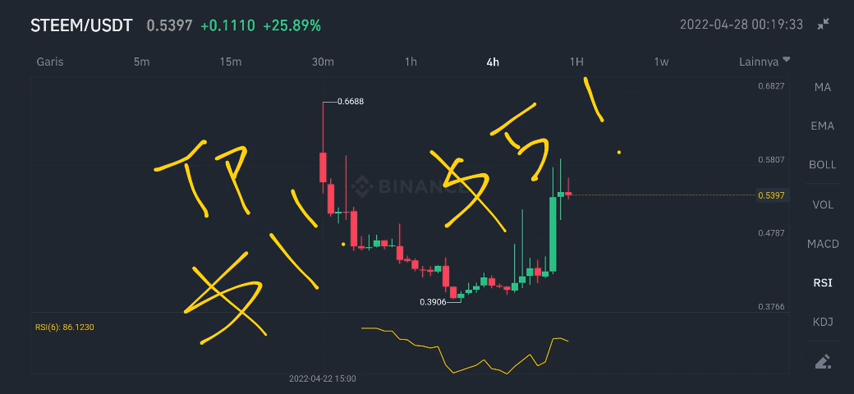 STEEM/USDT 0.5397 +0.1110 +25.89% 2022-04-28 00:19:33
Garis 5m 15m 30m 1h 4h 1H 1w Lainnya
MA
EMA
BOLL
VOL
MACD
RSI
KDJ
0.6827
0.5807
0.5397
0.4787
0.3766
0.6688
BINANCE
0.3906
RSI(6): 86.1230
2022-04-22 15:00